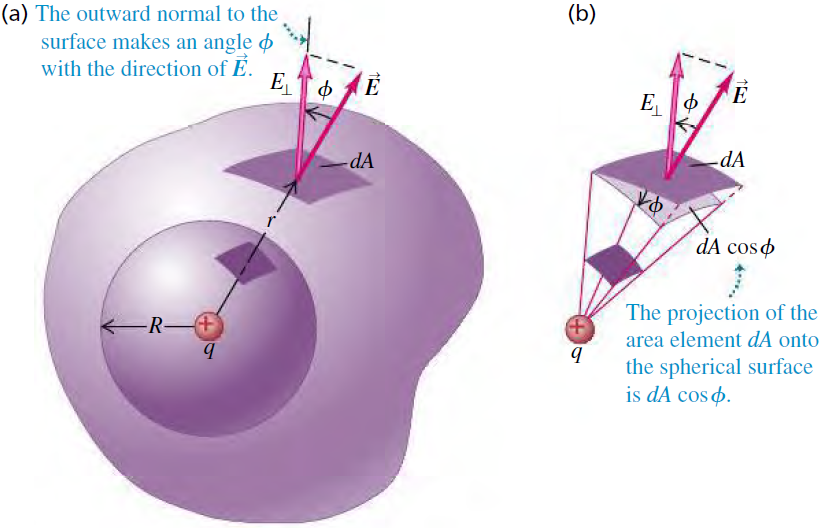 (a) The outward normal to the
surface makes an angle ϕ
with the direction of E⃗.
E⊥
ϕ
E⃗
dA
r
R
q
(b)
E⊥
ϕ
E⃗
dA
ϕ
dA cosϕ
q
The projection of the
area element dA onto
the spherical surface
is dA cosϕ.